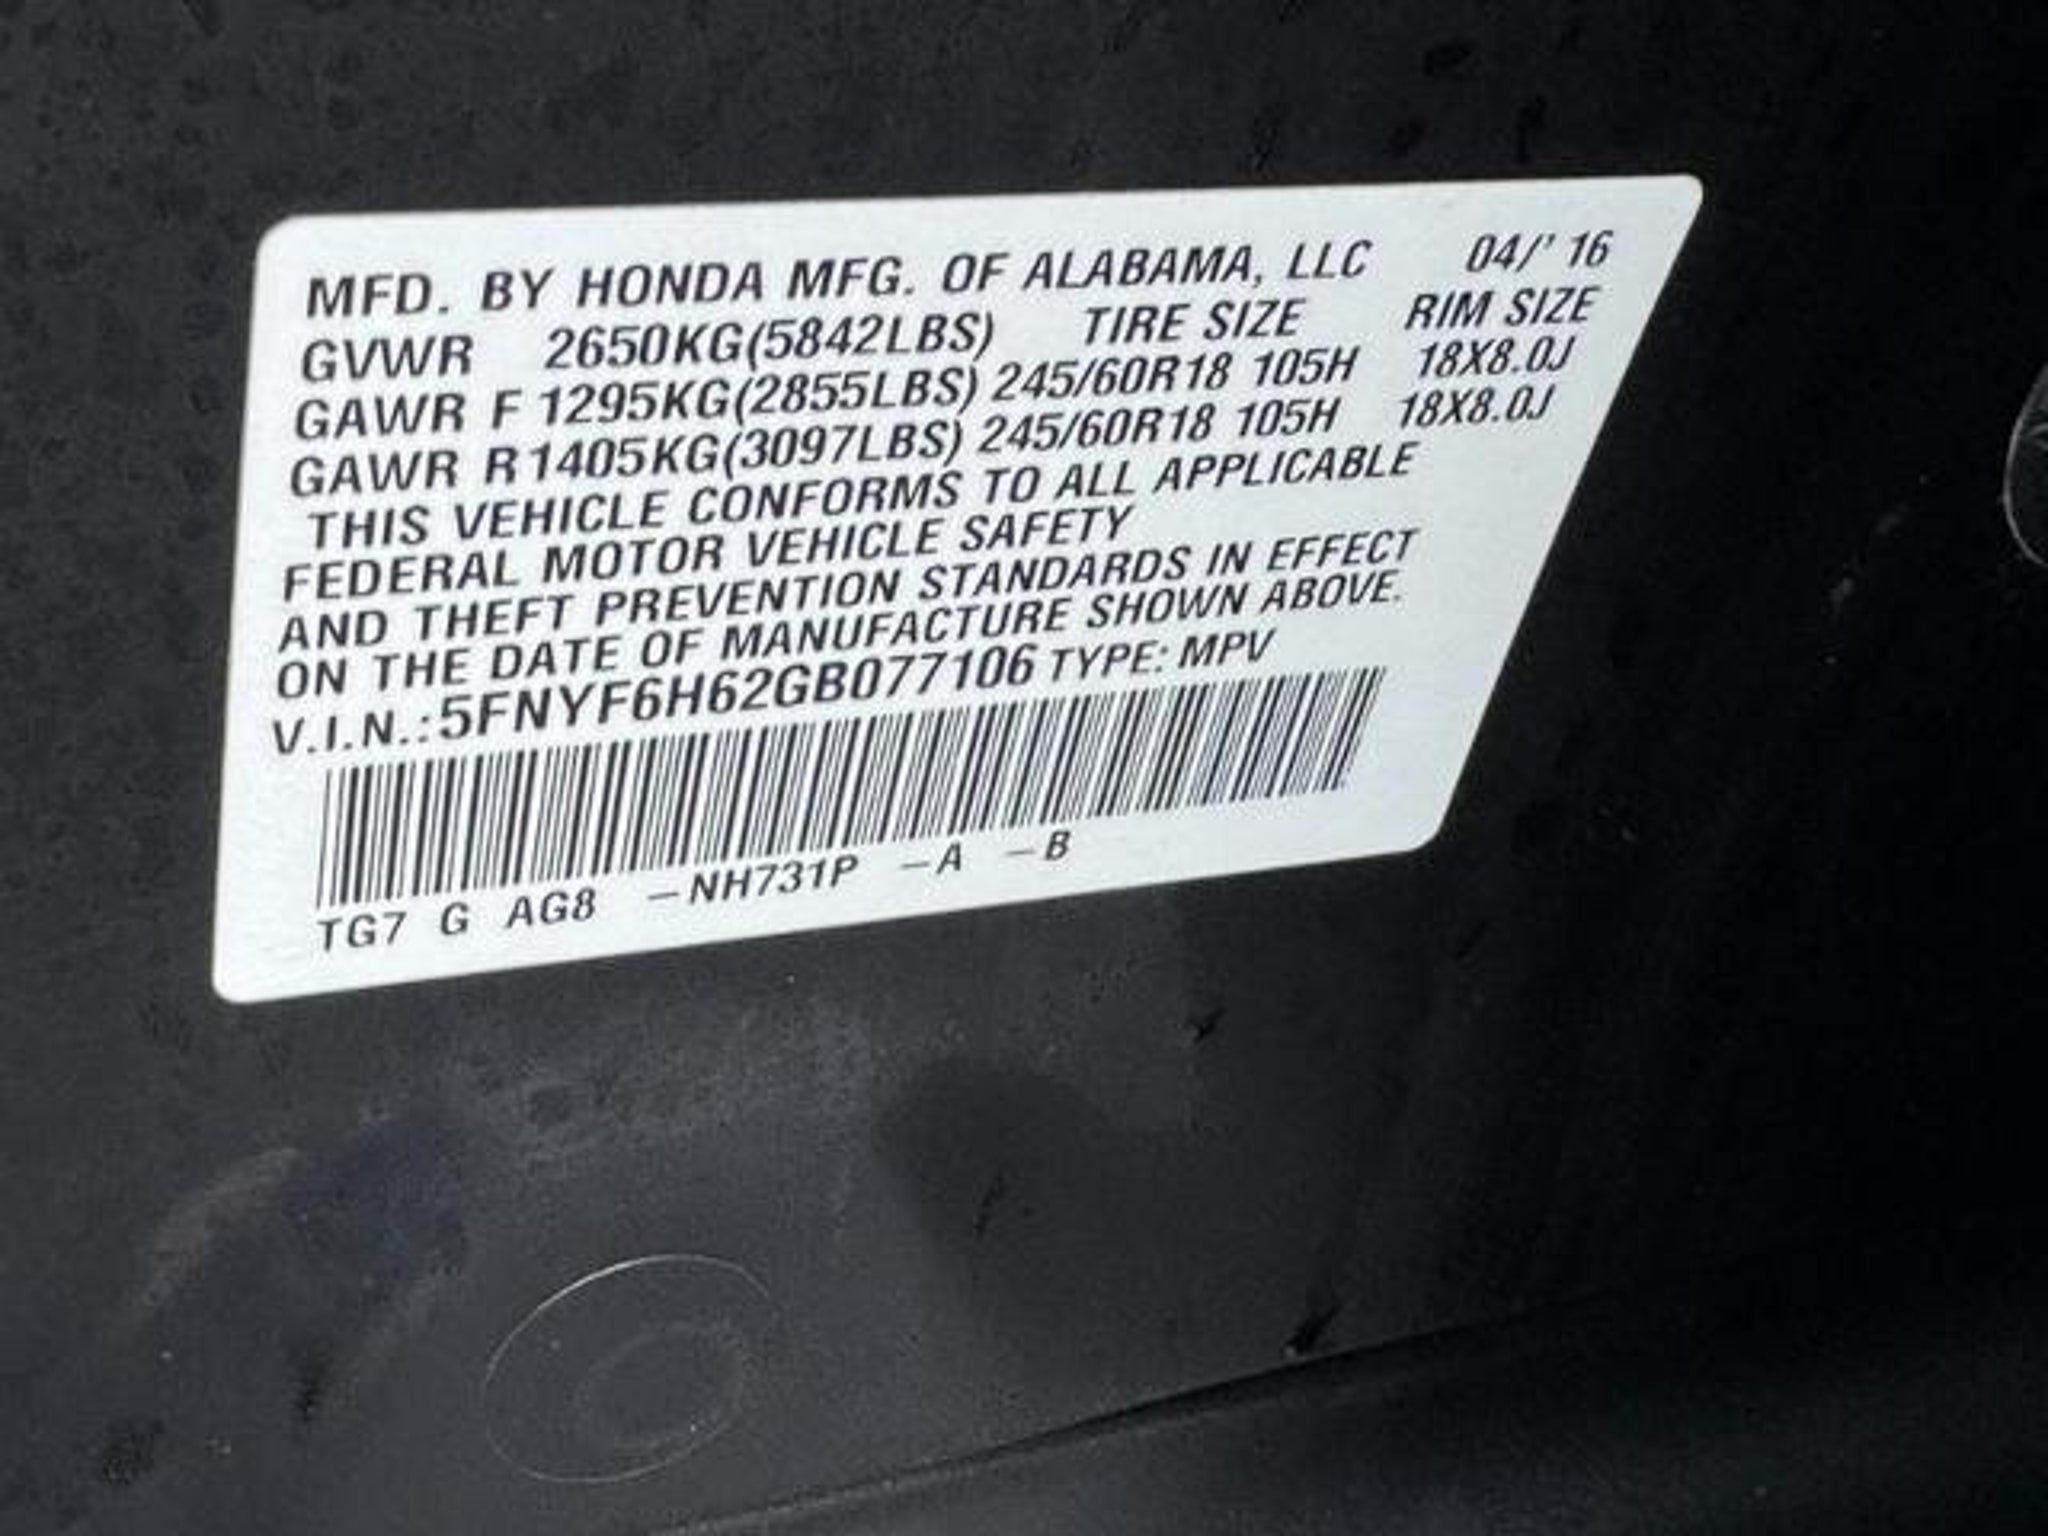 MFD. BY HONDA MFG. OF ALABAMA, LLC 04/' 16
GVWR 2650KG(5842LBS) TIRE SIZE RIM SIZE
GAWR F 1295KG(2855LBS) 245/60R18 105H 18X8.0J
GAWR R 1405KG(3097LBS) 245/60R18 105H 18X8.0J
THIS VEHICLE CONFORMS TO ALL APPLICABLE
FEDERAL MOTOR VEHICLE SAFETY
AND THEFT PREVENTION STANDARDS IN EFFECT
ON THE DATE OF MANUFACTURE SHOWN ABOVE.
V.I.N.: 5FNYF6H62GB077106 TYPE: MPV
TG7 G AG8 –NH731P –A –B